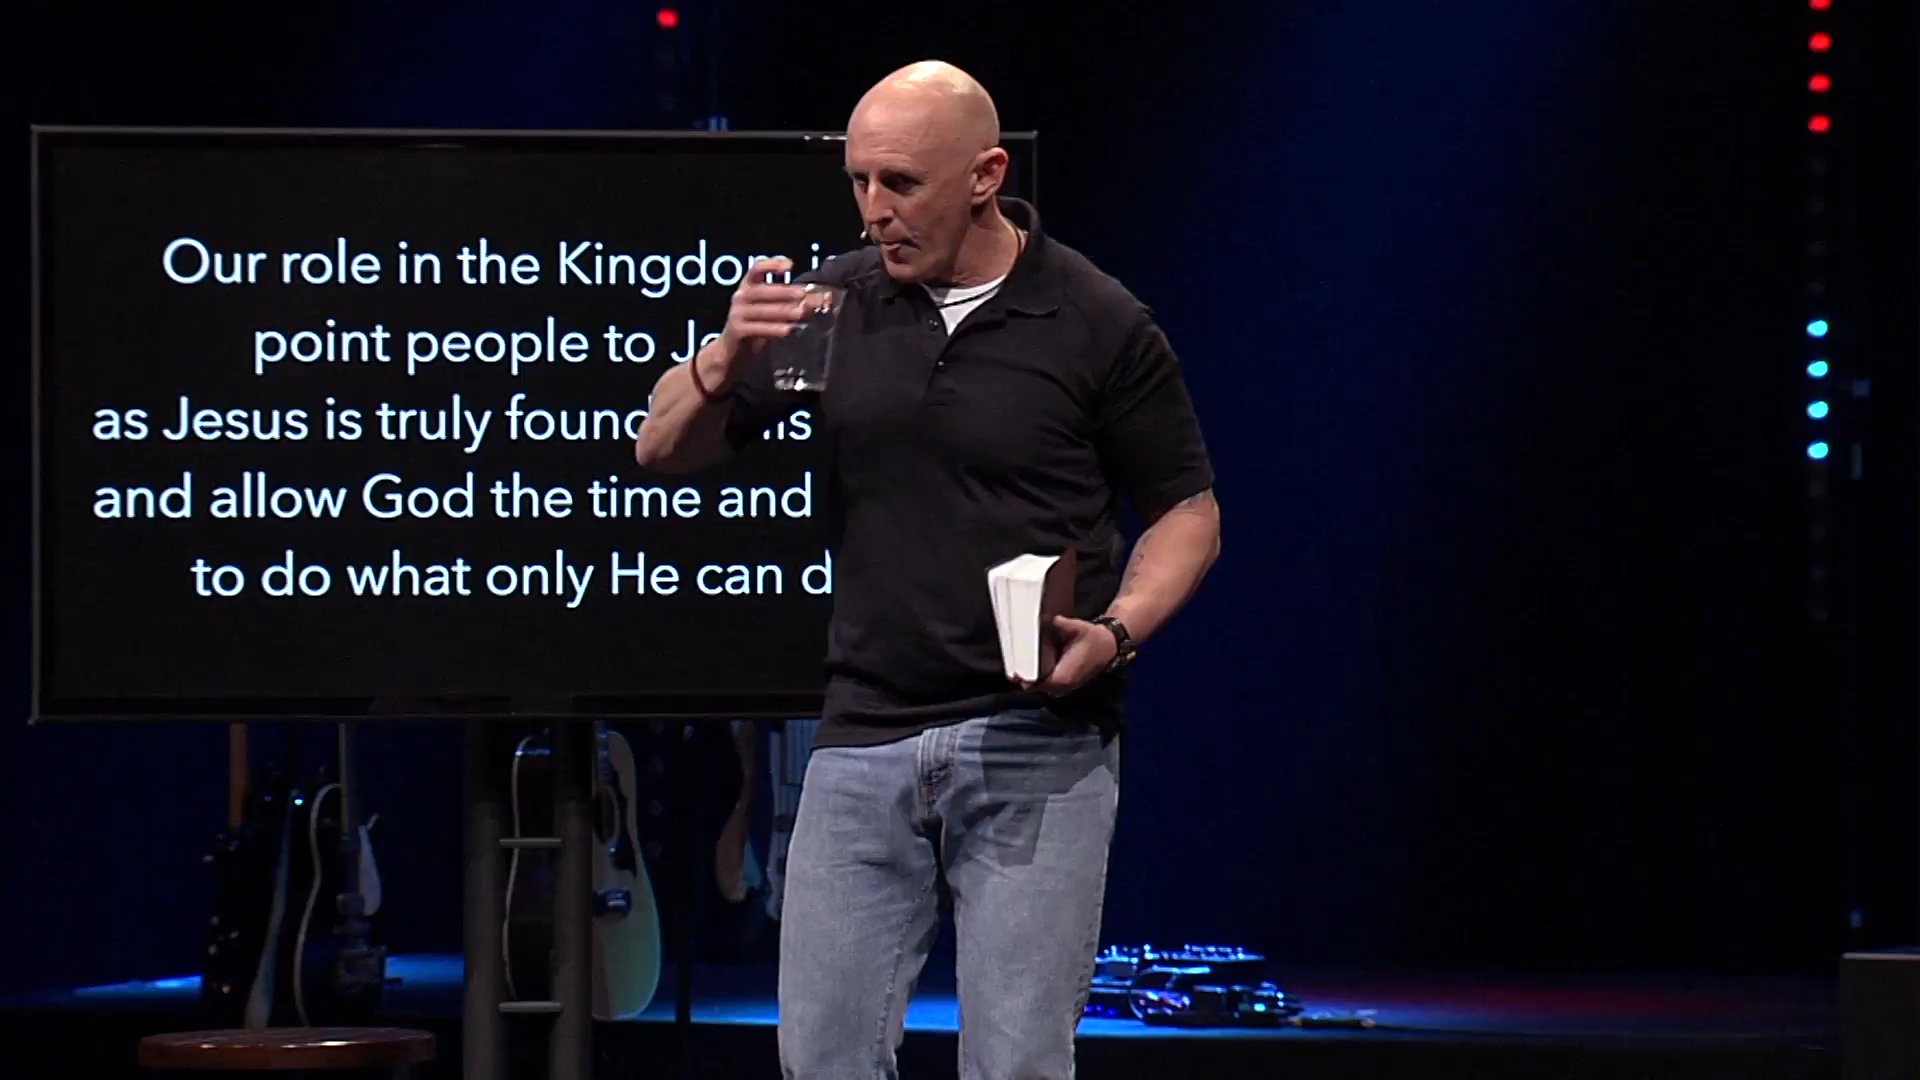 Our role in the Kingdom is
point people to
as Jesus is truly
and allow God the time and
to do what only He can